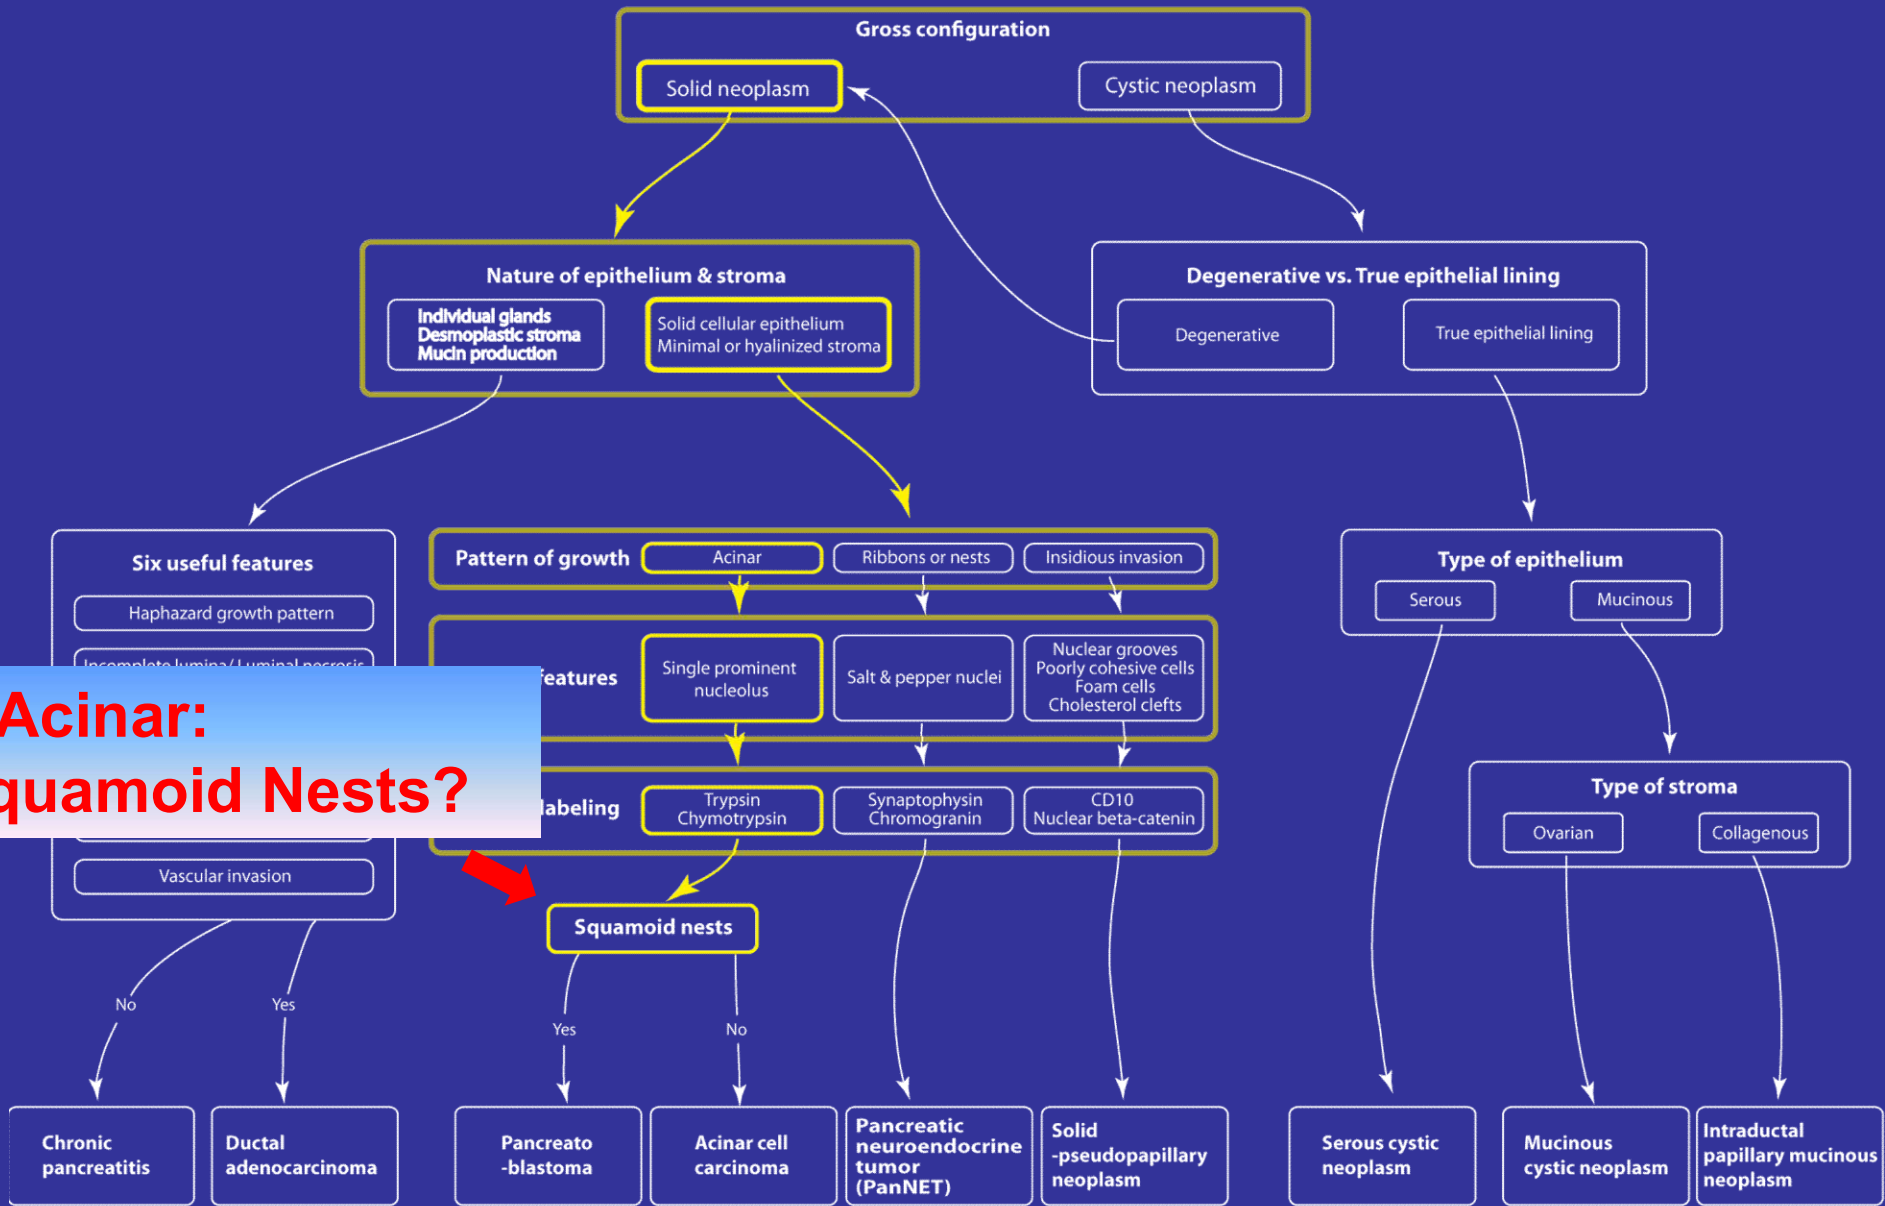 Gross configuration
Solid neoplasm
Cystic neoplasm
Nature of epithelium & stroma
Individual glands
Desmoplastic stroma
Mucin production
Solid cellular epithelium
Minimal or hyalinized stroma
Degenerative vs. True epithelial lining
Degenerative
True epithelial lining
Six useful features
Haphazard growth pattern
Incomplete lumina/ Luminal necrosis
Vascular invasion
Pattern of growth
Acinar
Ribbons or nests
Insidious invasion
features
Single prominent
nucleolus
Salt & pepper nuclei
Nuclear grooves
Poorly cohesive cells
Foam cells
Cholesterol clefts
Acinar:
quamoid Nests?
labeling
Trypsin
Chymotrypsin
Synaptophysin
Chromogranin
CD10
Nuclear beta-catenin
Squamoid nests
Type of epithelium
Serous
Mucinous
Type of stroma
Ovarian
Collagenous
No
Yes
Yes
No
Chronic
pancreatitis
Ductal
adenocarcinoma
Pancreato
-blastoma
Acinar cell
carcinoma
Pancreatic
neuroendocrine
tumor
(PanNET)
Solid
-pseudopapillary
neoplasm
Serous cystic
neoplasm
Mucinous
cystic neoplasm
Intraductal
papillary mucinous
neoplasm